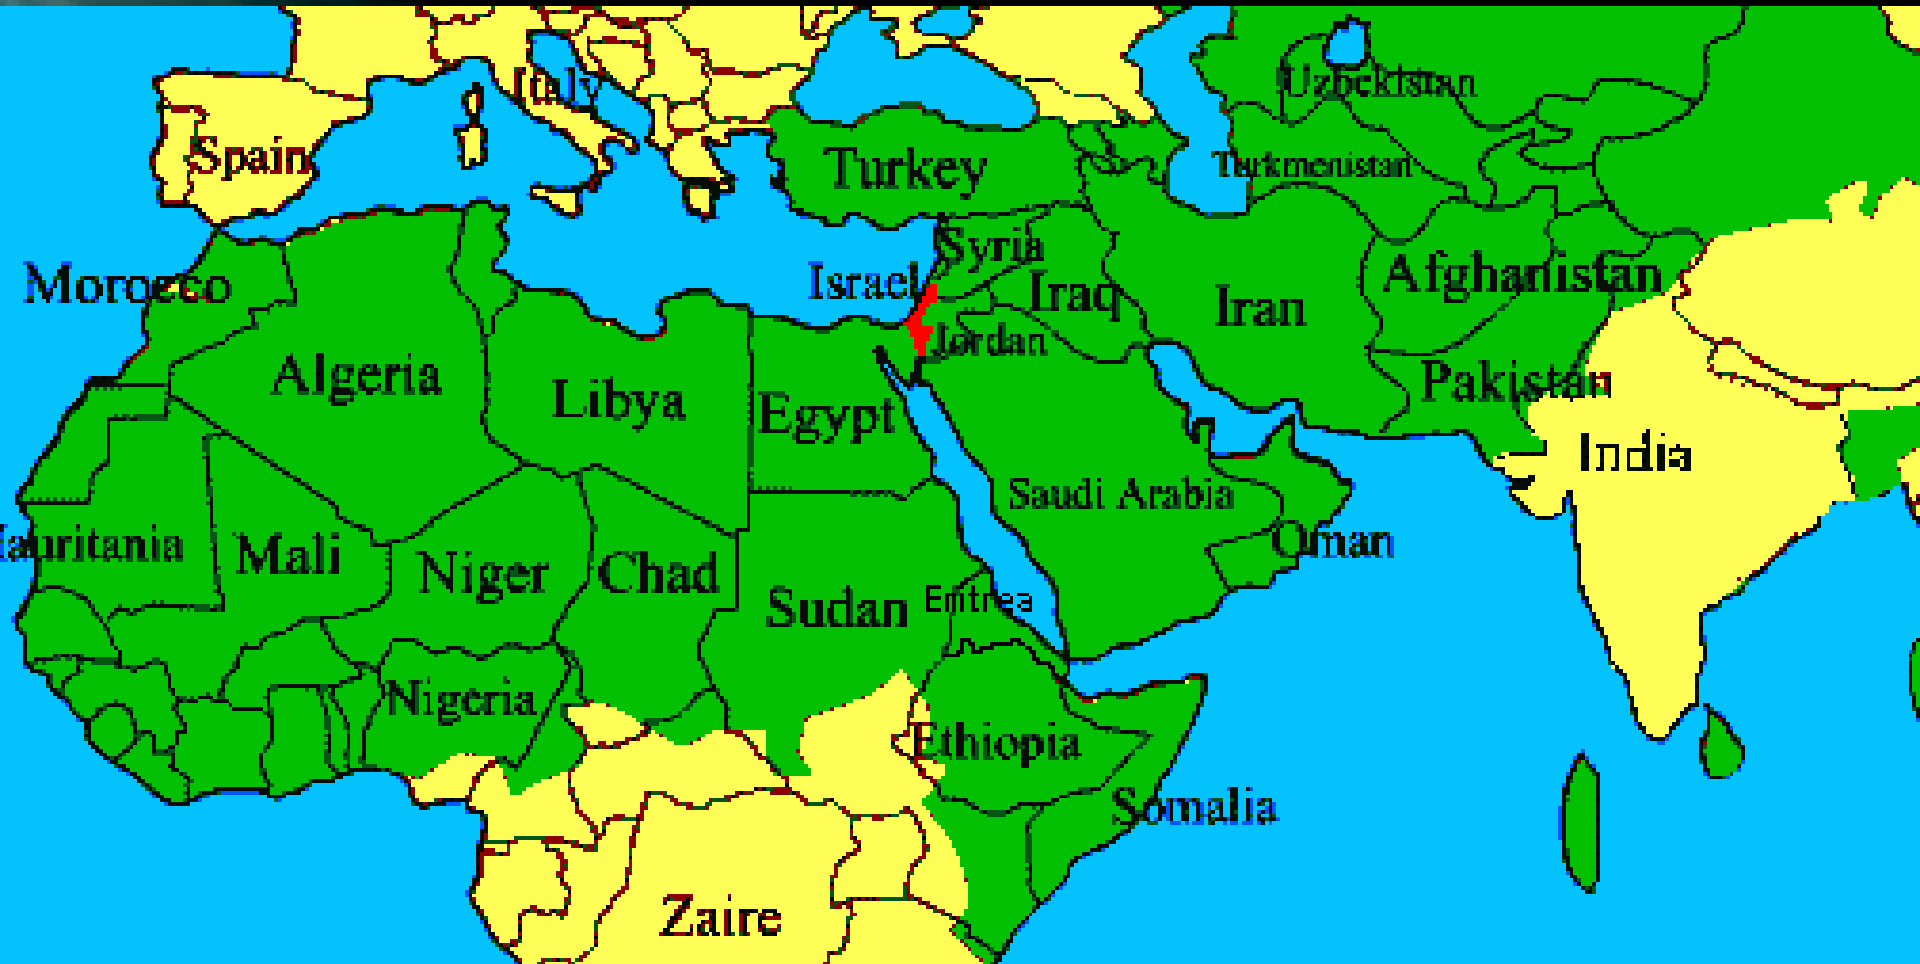 Italy
Uzbekistan
Spain
Turkey
Turkmenistan
Syria
Morocco
Israel
Iraq
Iran
Afghanistan
Jordan
Algeria
Libya
Egypt
Pakistan
India
Saudi Arabia
auritania
Mali
Niger
Chad
Oman
Sudan
Eritrea
Nigeria
Ethiopia
Somalia
Zaire